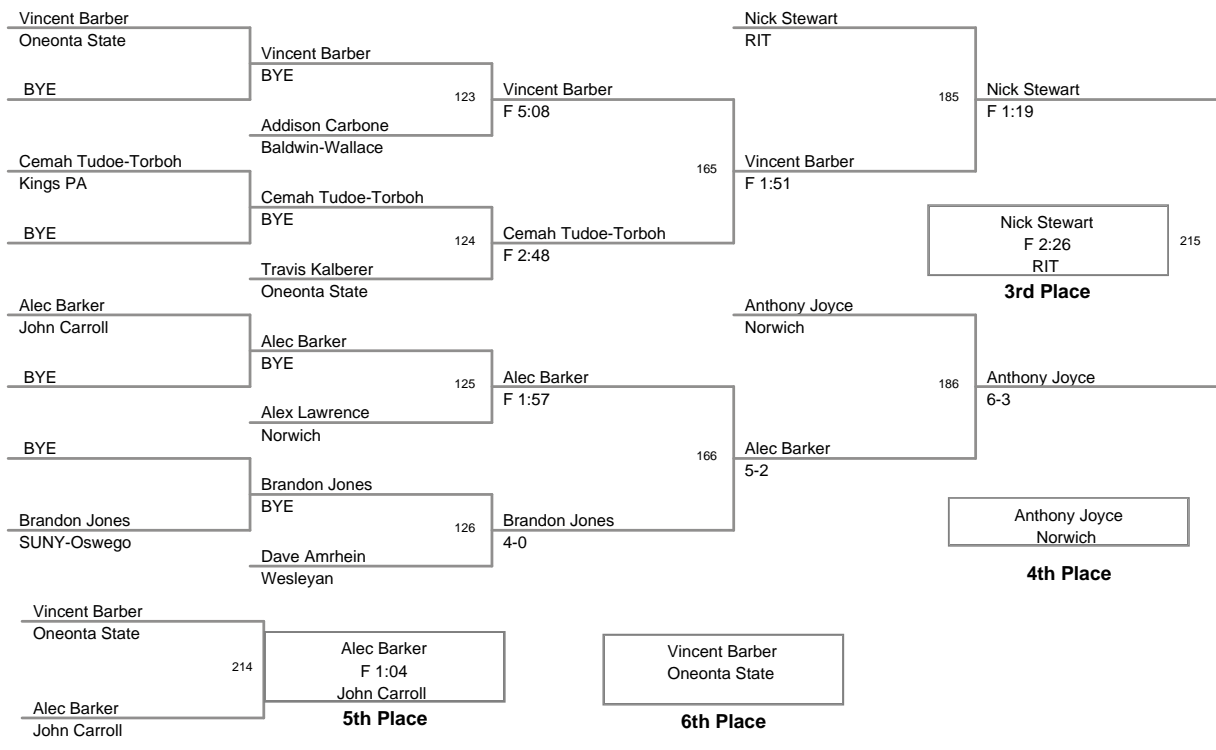 Vincent Barber
Oneonta State
BYE
Cemah Tudoe-Torboh
Kings PA
BYE
Alec Barker
John Carroll
BYE
BYE
Brandon Jones
SUNY-Oswego
Vincent Barber
BYE
123
Addison Carbone
Baldwin-Wallace
Cemah Tudoe-Torboh
BYE
124
Travis Kalberer
Oneonta State
Alec Barker
BYE
125
Alex Lawrence
Norwich
Brandon Jones
BYE
126
Dave Amrhein
Wesleyan
Vincent Barber
F 5:08
165
Cemah Tudoe-Torboh
F 2:48
Alec Barker
F 1:57
166
Brandon Jones
4-0
Nick Stewart
RIT
185
Vincent Barber
F 1:51
Anthony Joyce
Norwich
186
Alec Barker
5-2
Nick Stewart
F 1:19
Nick Stewart
F 2:26
RIT
215
3rd Place
Anthony Joyce
6-3
Anthony Joyce
Norwich
4th Place
Vincent Barber
Oneonta State
214
Alec Barker
John Carroll
Alec Barker
F 1:04
John Carroll
5th Place
Vincent Barber
Oneonta State
6th Place